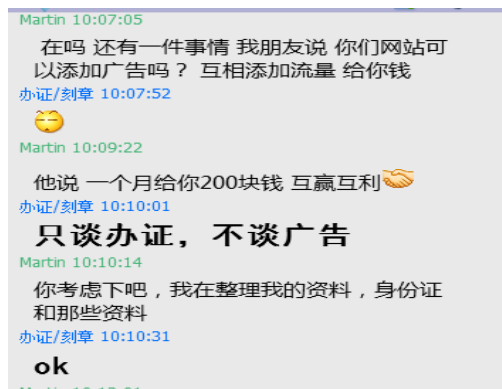 Martin 10:07:05
在吗 还有一件事情 我朋友说 你们网站可
以添加广告吗？ 互相添加流量 给你钱
办证/刻章 10:07:52
Martin 10:09:22
他说 一个月给你200块钱 互赢互利
办证/刻章 10:10:01
只谈办证，不谈广告
Martin 10:10:14
你考虑下吧，我在整理我的资料，身份证
和那些资料
办证/刻章 10:10:31
ok